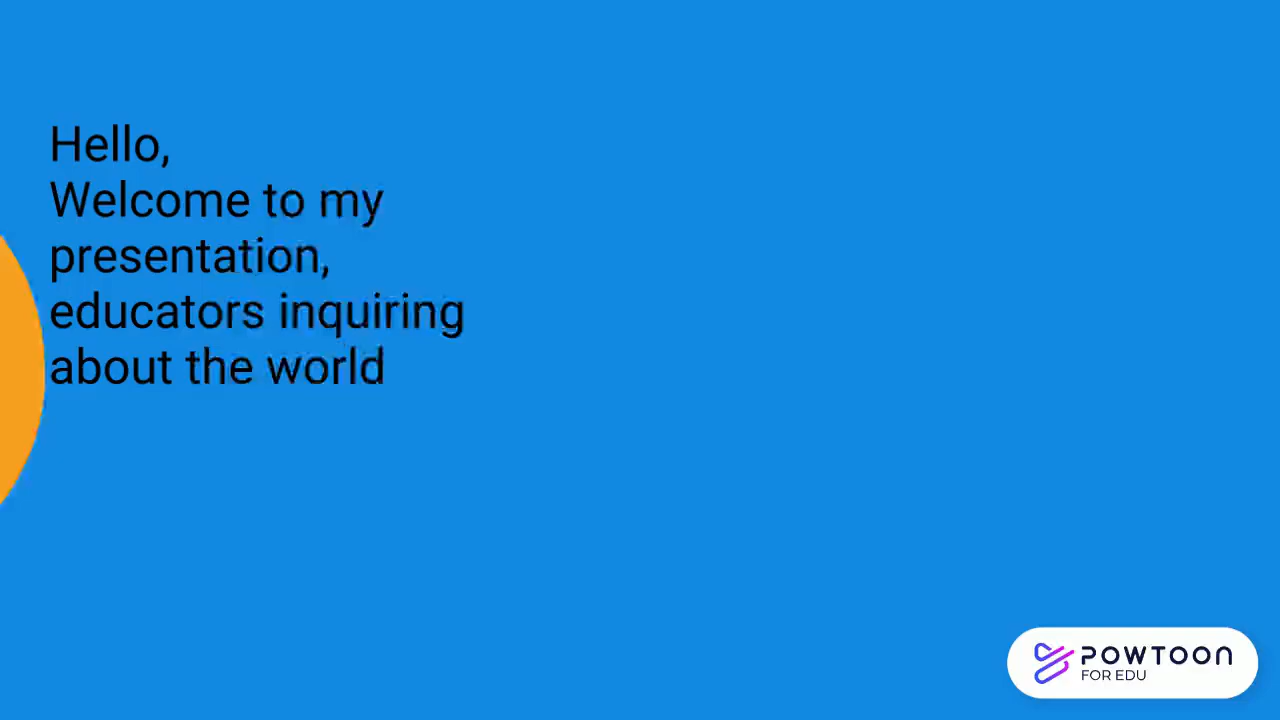 Hello,
Welcome to my
presentation,
educators inquiring
about the world
POWTOON
FOR EDU